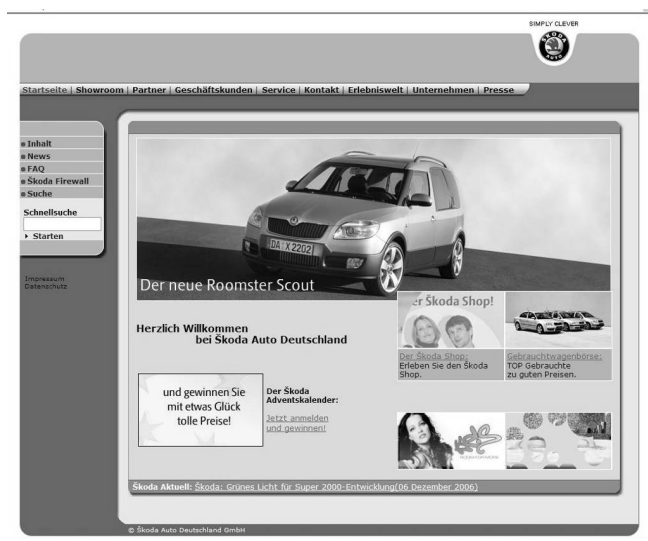 SIMPLY CLEVER
ŠKODA
AUTO
Startseite | Showroom | Partner | Geschäftskunden | Service | Kontakt | Erlebniswelt | Unternehmen | Presse
Inhalt
News
FAQ
Škoda Firewall
Suche
Schnellsuche
Starten
Impressum
Datenschutz
DA:X 2202
Der neue Roomster Scout
Herzlich Willkommen
bei Škoda Auto Deutschland
er Škoda Shop!
Der Škoda Shop:
Erleben Sie den Škoda
Shop.
Gebrauchtwagenbörse:
TOP Gebrauchte
zu guten Preisen.
und gewinnen Sie
mit etwas Glück
tolle Preise!
Der Škoda
Adventskalender:
Jetzt anmelden
und gewinnen!
Škoda Aktuell: Škoda: Grünes Licht für Super 2000-Entwicklung(06 Dezember 2006)
© Škoda Auto Deutschland GmbH